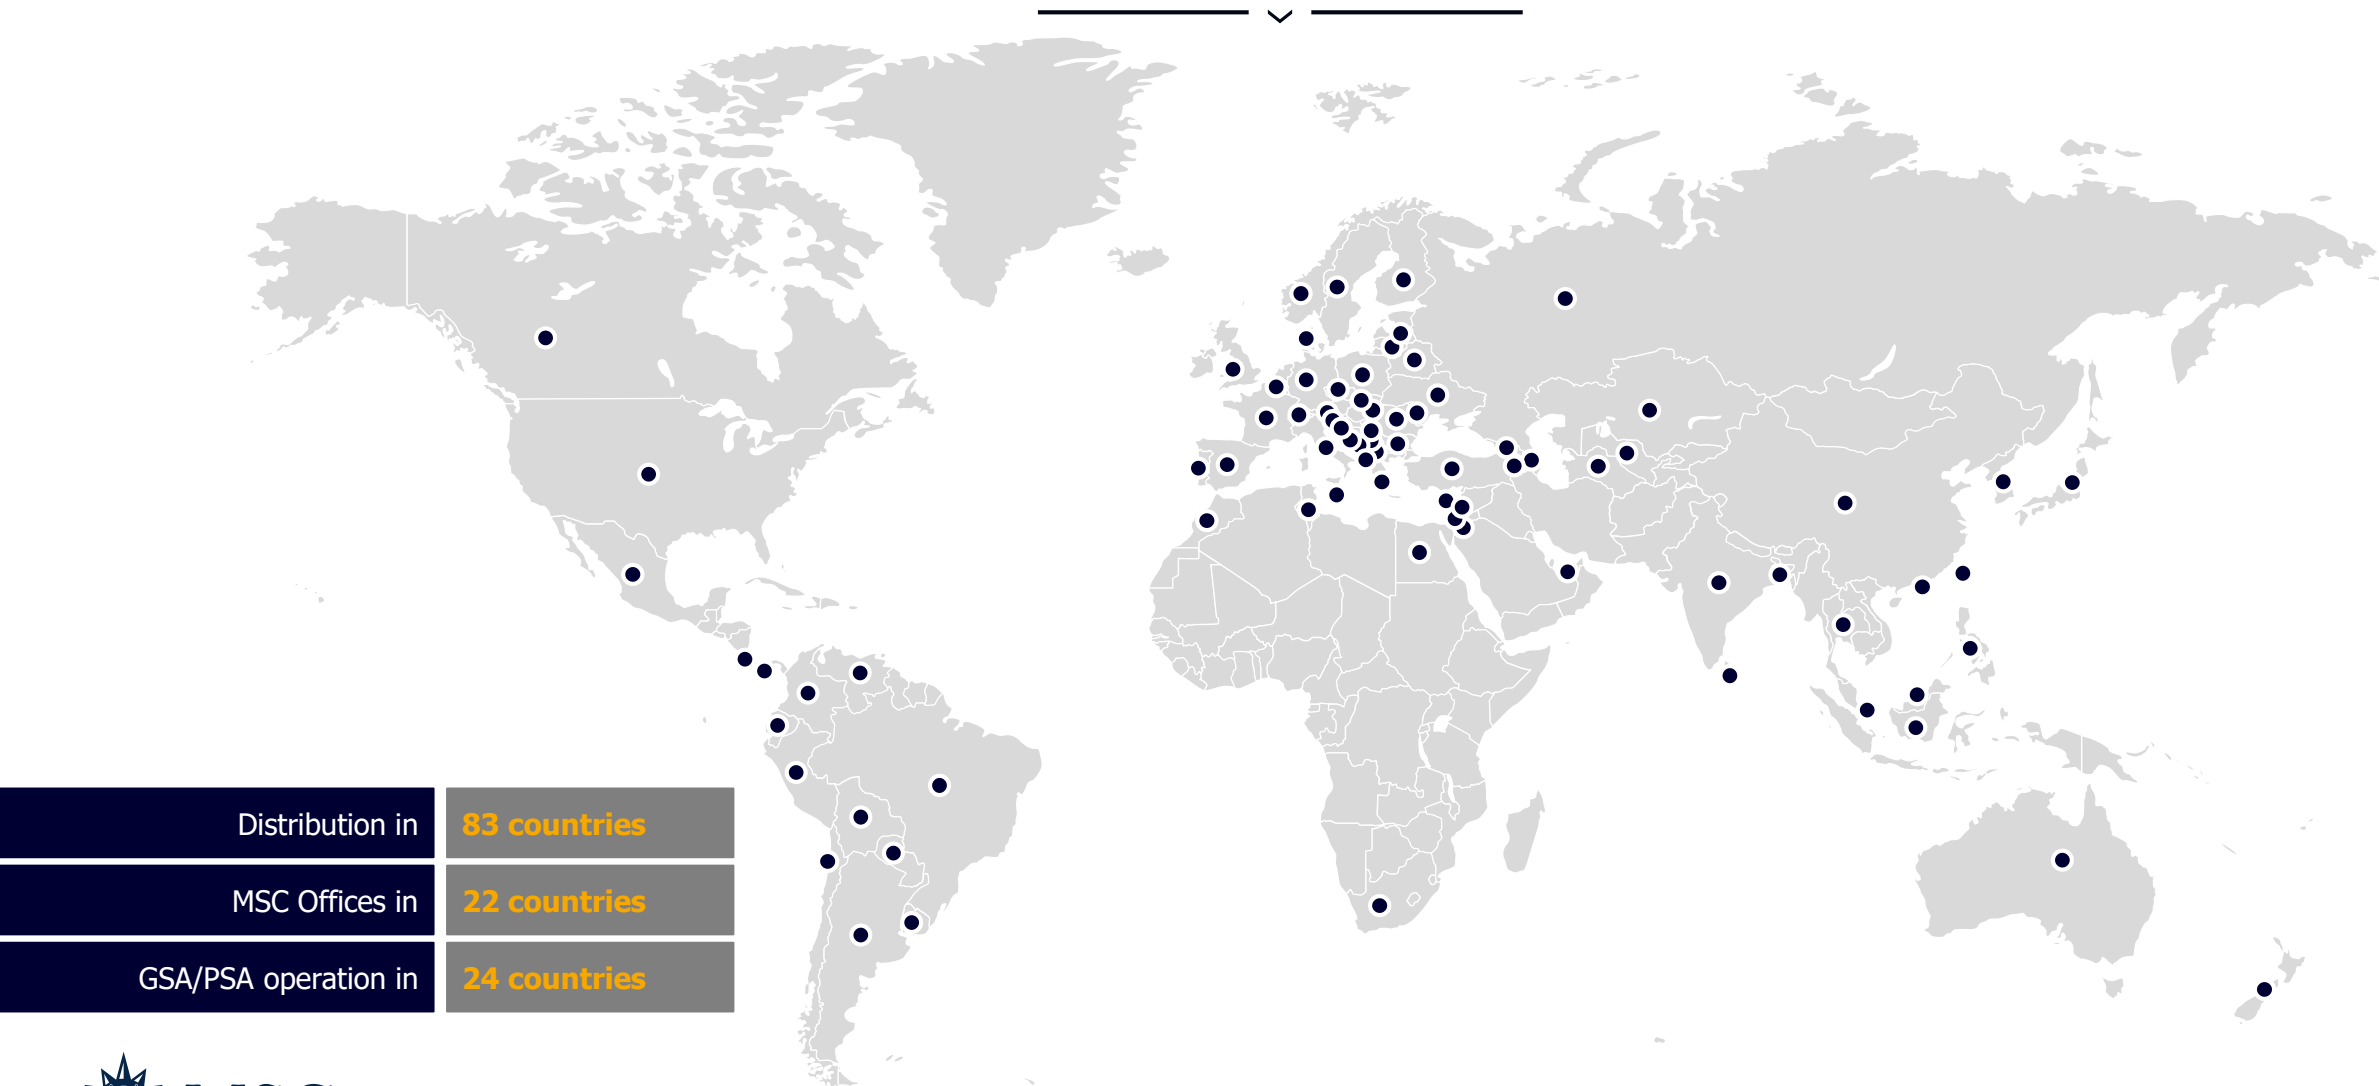 Distribution in 83 countries
MSC Offices in 22 countries
GSA/PSA operation in 24 countries